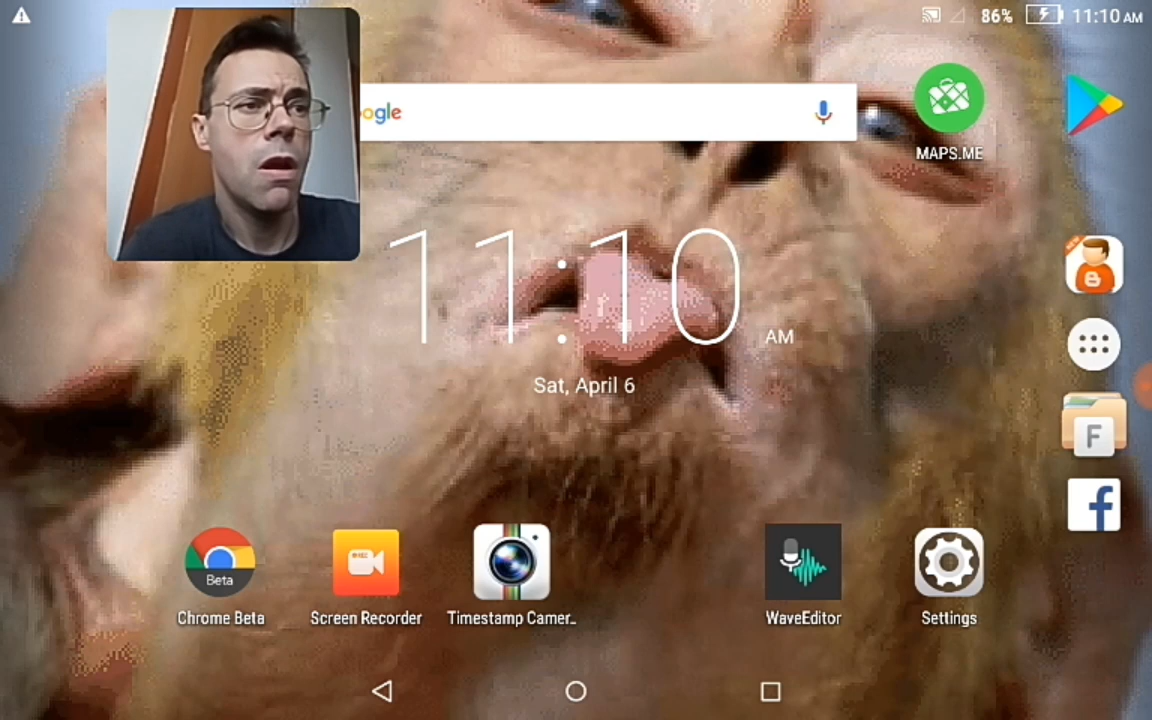 86% 11:10 AM
ogle
MAPS.ME
11:10 AM
Sat, April 6
F
Beta
Chrome Beta
Screen Recorder
Timestamp Camer..
WaveEditor
Settings